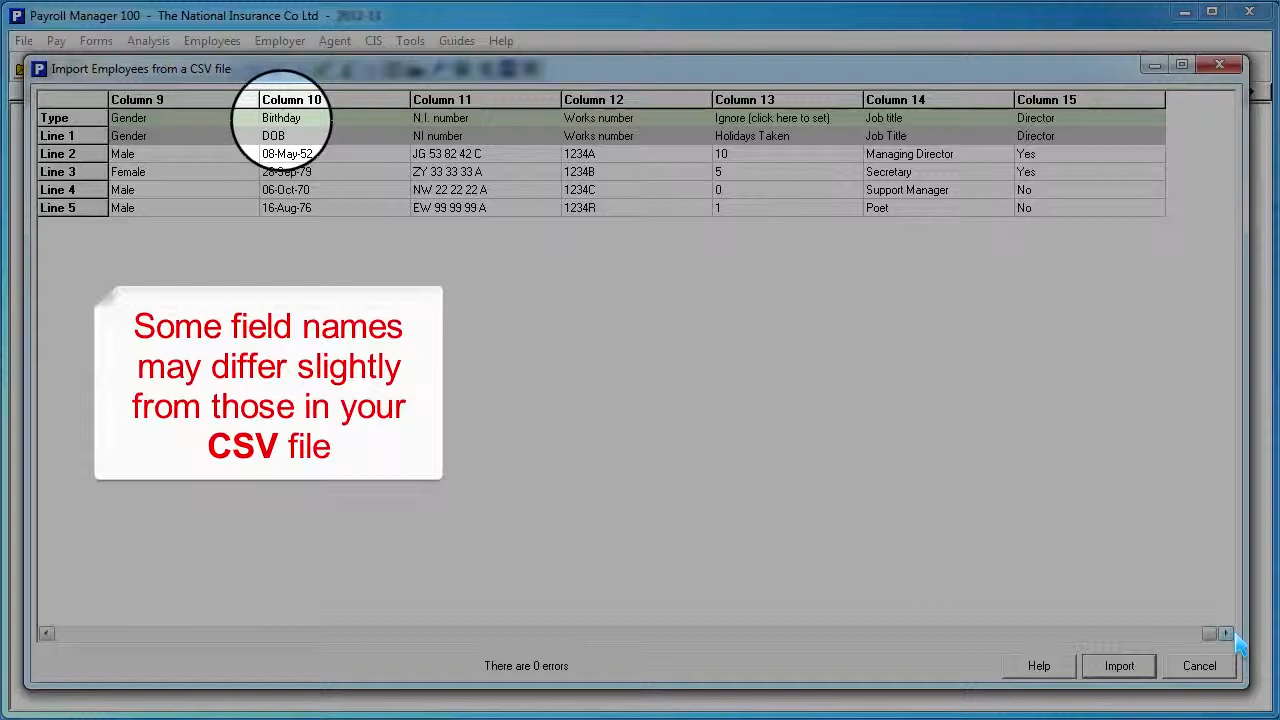 Payroll Manager 100 - The National Insurance Co Ltd - 2012-13
File Pay Forms Analysis Employees Employer Agent CIS Tools Guides Help
Import Employees from a CSV file
Column 9 Column 10 Column 11 Column 12 Column 13 Column 14 Column 15
Type Gender Birthday N.I. number Works number Ignore (click here to set) Job title Director
Line 1 Gender DOB NI number Works number Holidays Taken Job Title Director
Line 2 Male 08-May-52 JG 53 82 42 C 1234A 10 Managing Director Yes
Line 3 Female 28-Sep-79 ZY 33 33 33 A 1234B 5 Secretary Yes
Line 4 Male 06-Oct-70 NW 22 22 22 A 1234C 0 Support Manager No
Line 5 Male 16-Aug-76 EW 99 99 99 A 1234R 1 Poet No
Some field names
may differ slightly
from those in your
CSV file
There are 0 errors
Help Import Cancel